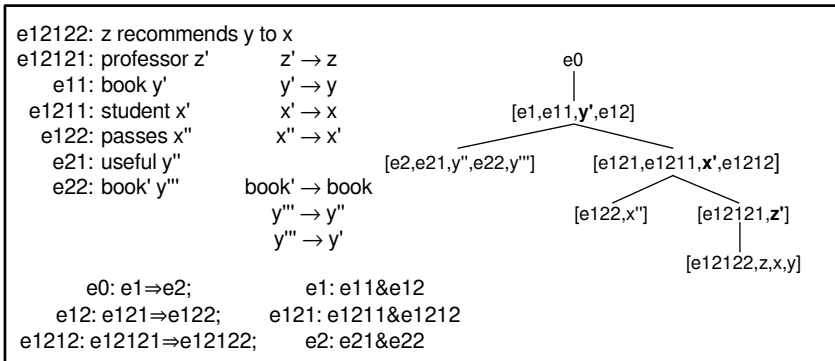 e12122: z recommends y to x
e12121: professor z' z' → z
e11: book y' y' → y
e1211: student x' x' → x
e122: passes x'' x'' → x'
e21: useful y''
e22: book' y''' book' → book
y''' → y''
y''' → y'
e0: e1⇒e2; e1: e11&e12
e12: e121⇒e122; e121: e1211&e1212
e1212: e12121⇒e12122; e2: e21&e22
e0
[e1,e11,y',e12]
[e2,e21,y'',e22,y'''] [e121,e1211,x',e1212]
[e122,x''] [e12121,z']
[e12122,z,x,y]